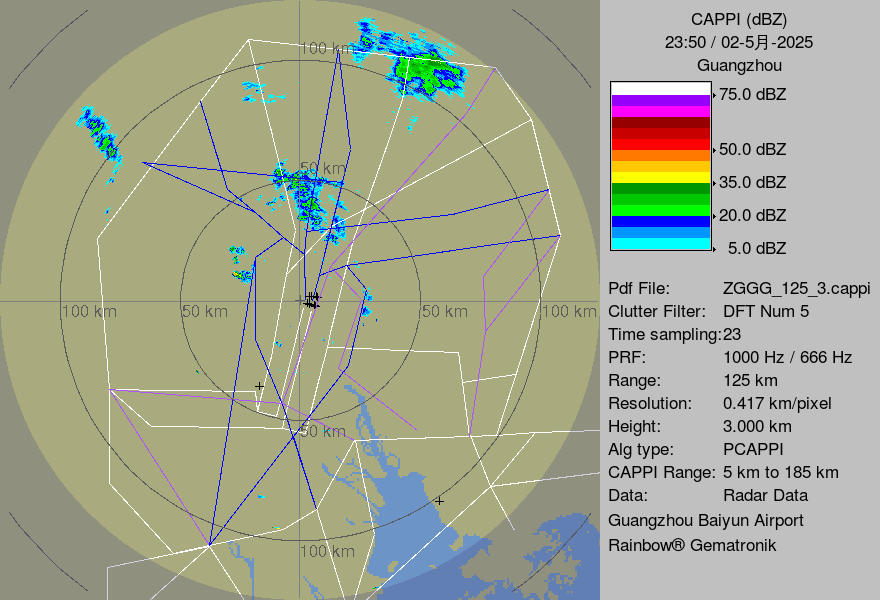 CAPPI (dBZ)
23:50 / 02-5月-2025
Guangzhou
75.0 dBZ
50.0 dBZ
35.0 dBZ
20.0 dBZ
5.0 dBZ
Pdf File: ZGGG_125_3.cappi
Clutter Filter: DFT Num 5
Time sampling:23
PRF: 1000 Hz / 666 Hz
Range: 125 km
Resolution: 0.417 km/pixel
Height: 3.000 km
Alg type: PCAPPI
CAPPI Range: 5 km to 185 km
Data: Radar Data
Guangzhou Baiyun Airport
Rainbow® Gematronik
100 km
50 km
100 km
50 km
50 km
100 km
50 km
100 km